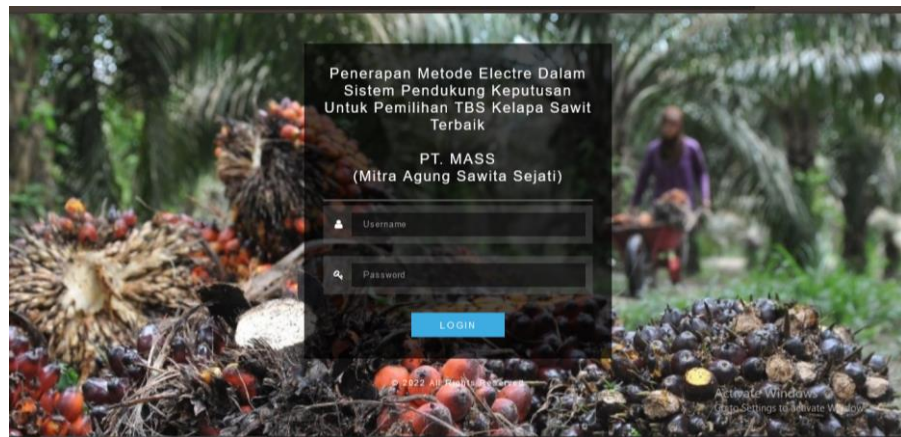 Penerapan Metode Electre Dalam
Sistem Pendukung Keputusan
Untuk Pemilihan TBS Kelapa Sawit
Terbaik
PT. MASS
(Mitra Agung Sawita Sejati)
Username
Password
LOGIN
© 2022 All Rights Reserved
Activate Windows
Go to Settings to activate Windows.